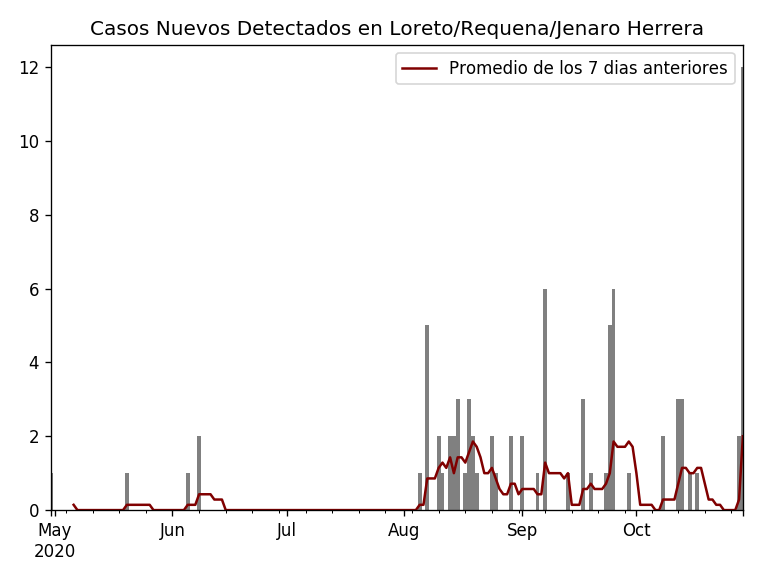 Casos Nuevos Detectados en Loreto/Requena/Jenaro Herrera
Promedio de los 7 dias anteriores
12
10
8
6
4
2
0
May Jun Jul Aug Sep Oct
2020